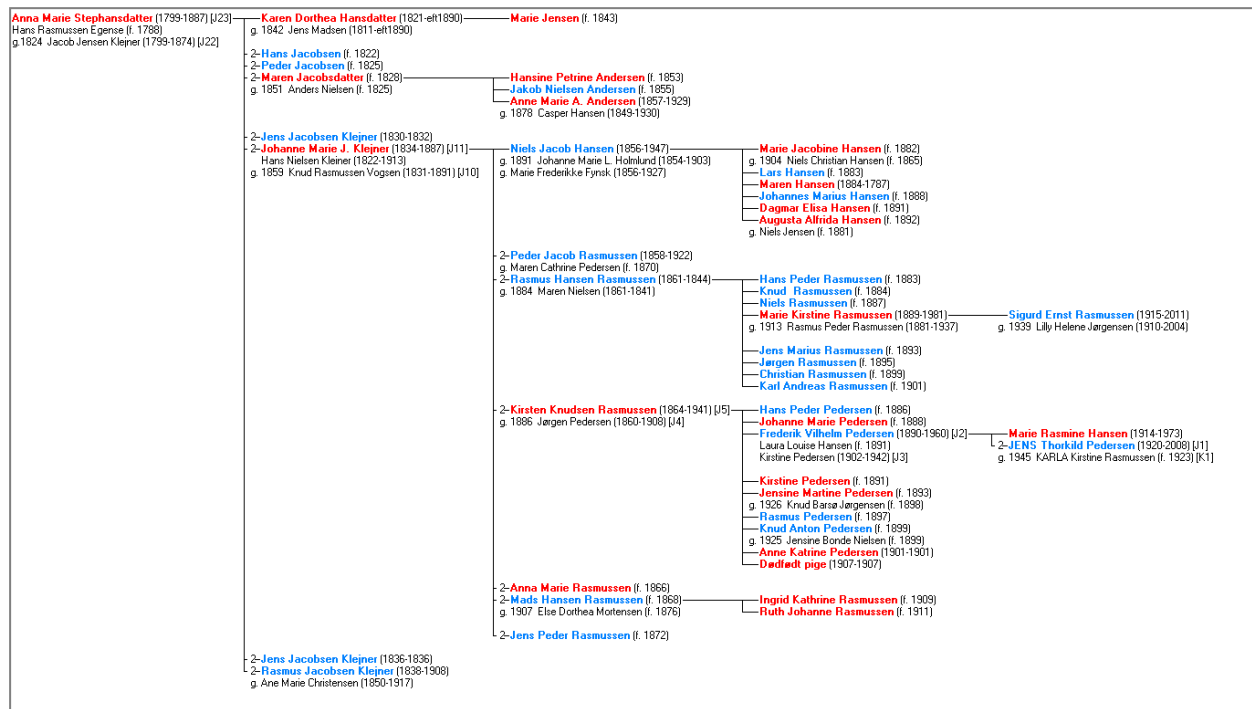 Anna Marie Stephansdatter (1799-1887) [J23]
Hans Rasmussen Egense (f. 1788)
g.1824 Jacob Jensen Klejner (1799-1874) [J22]
Karen Dorthea Hansdatter (1821-eft1890)
g. 1842 Jens Madsen (1811-eft1890)
Marie Jensen (f. 1843)
2-Hans Jacobsen (f. 1822)
2-Peder Jacobsen (f. 1825)
2-Maren Jacobsdatter (f. 1828)
g. 1851 Anders Nielsen (f. 1825)
Hansine Petrine Andersen (f. 1853)
Jakob Nielsen Andersen (f. 1855)
Anne Marie A. Andersen (1857-1929)
g. 1878 Casper Hansen (1849-1930)
2-Jens Jacobsen Klejner (1830-1832)
2-Johanne Marie J. Klejner (1834-1887) [J11]
Hans Nielsen Kleiner (1822-1913)
g. 1859 Knud Rasmussen Vogsen (1831-1891) [J10]
Niels Jacob Hansen (1856-1947)
g. 1891 Johanne Marie L. Holmlund (1854-1903)
g. Marie Frederikke Fynsk (1856-1927)
Marie Jacobine Hansen (f. 1882)
g. 1904 Niels Christian Hansen (f. 1865)
Lars Hansen (f. 1883)
Maren Hansen (1884-1787)
Johannes Marius Hansen (f. 1888)
Dagmar Elisa Hansen (f. 1891)
Augusta Alfrida Hansen (f. 1892)
g. Niels Jensen (f. 1881)
2-Peder Jacob Rasmussen (1858-1922)
g. Maren Cathrine Pedersen (f. 1870)
2-Rasmus Hansen Rasmussen (1861-1844)
g. 1884 Maren Nielsen (1861-1841)
Hans Peder Rasmussen (f. 1883)
Knud Rasmussen (f. 1884)
Niels Rasmussen (f. 1887)
Marie Kirstine Rasmussen (1889-1981)
g. 1913 Rasmus Peder Rasmussen (1881-1937)
Sigurd Ernst Rasmussen (1915-2011)
g. 1939 Lilly Helene Jørgensen (1910-2004)
Jens Marius Rasmussen (f. 1893)
Jørgen Rasmussen (f. 1895)
Christian Rasmussen (f. 1899)
Karl Andreas Rasmussen (f. 1901)
2-Kirsten Knudsen Rasmussen (1864-1941) [J5]
g. 1886 Jørgen Pedersen (1860-1908) [J4]
Hans Peder Pedersen (f. 1886)
Johanne Marie Pedersen (f. 1888)
Frederik Vilhelm Pedersen (1890-1960) [J2]
Laura Louise Hansen (f. 1891)
Kirstine Pedersen (1902-1942) [J3]
Marie Rasmine Hansen (1914-1973)
2-JENS Thorkild Pedersen (1920-2008) [J1]
g. 1945 KARLA Kirstine Rasmussen (f. 1923) [K1]
Kirstine Pedersen (f. 1891)
Jensine Martine Pedersen (f. 1893)
g. 1926 Knud Barsø Jørgensen (f. 1898)
Rasmus Pedersen (f. 1897)
Knud Anton Pedersen (f. 1899)
g. 1925 Jensine Bonde Nielsen (f. 1899)
Anne Katrine Pedersen (1901-1901)
Dødfødt pige (1907-1907)
2-Anna Marie Rasmussen (f. 1866)
2-Mads Hansen Rasmussen (f. 1868)
g. 1907 Else Dorthea Mortensen (f. 1876)
Ingrid Kathrine Rasmussen (f. 1909)
Ruth Johanne Rasmussen (f. 1911)
2-Jens Peder Rasmussen (f. 1872)
2-Jens Jacobsen Klejner (1836-1836)
2-Rasmus Jacobsen Klejner (1838-1908)
g. Ane Marie Christensen (1850-1917)